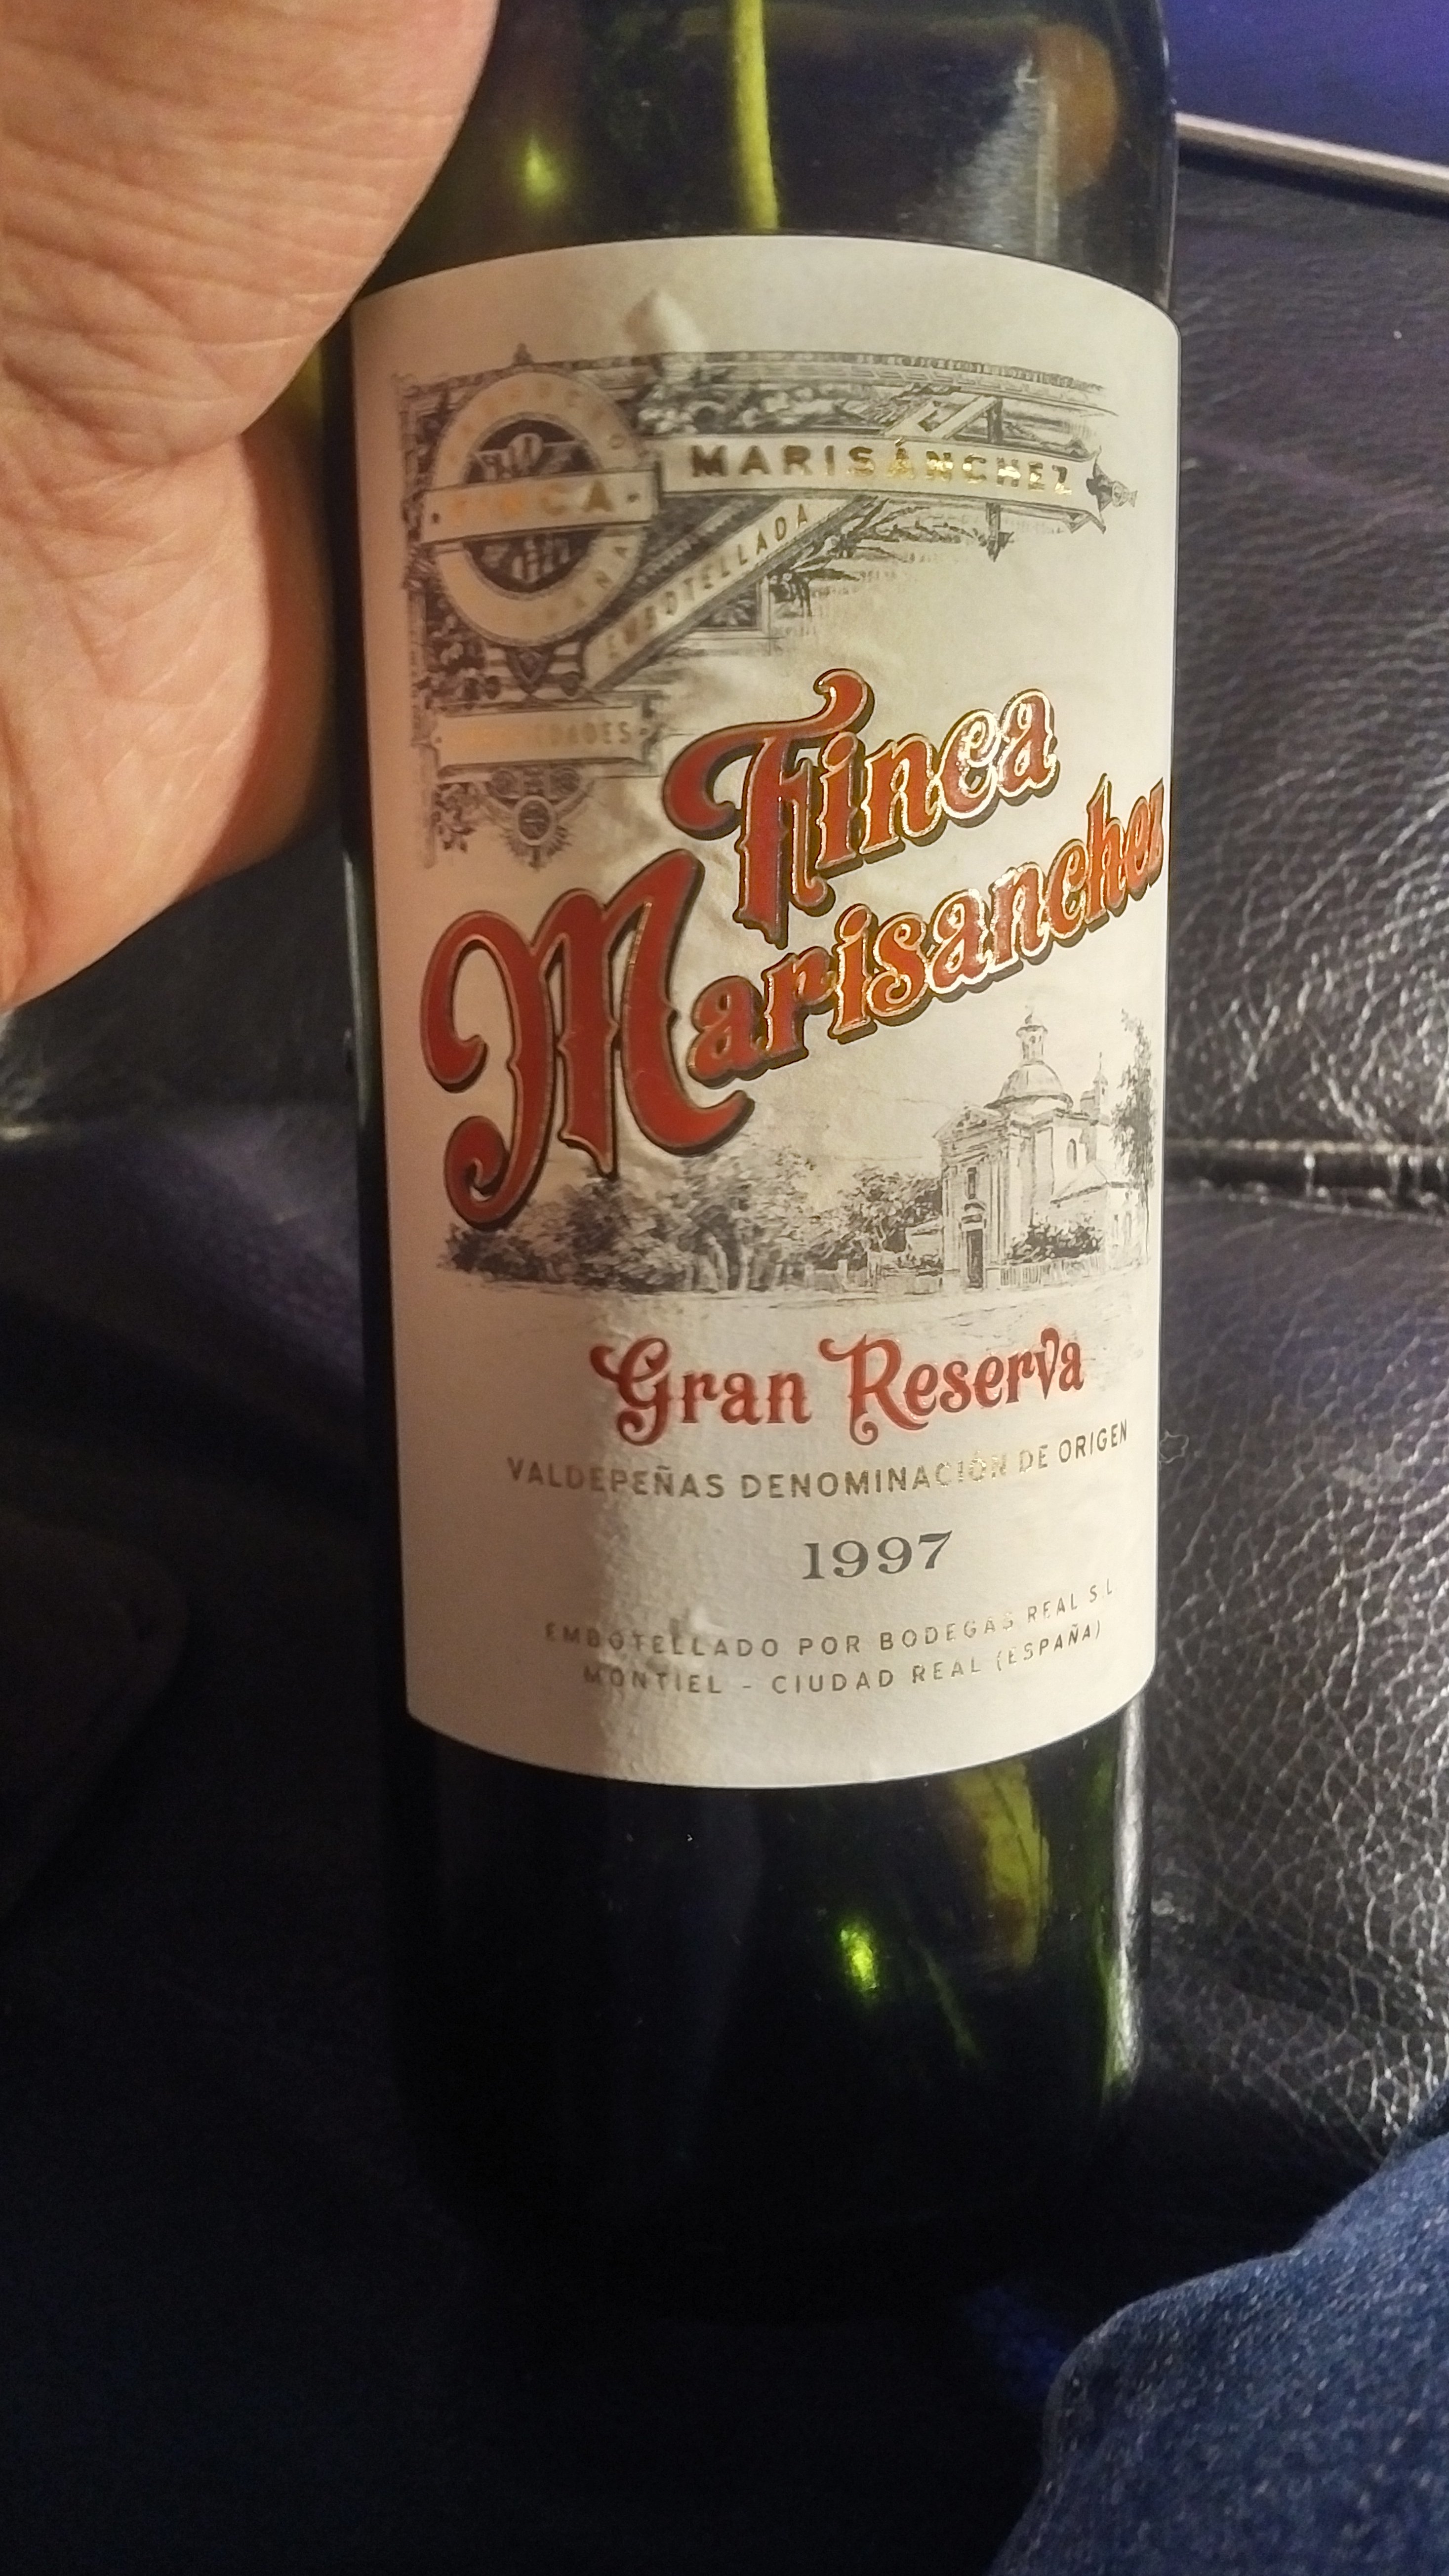 FINCA
MARISÁNCHEZ
EMBOTELLADA
Finca
Marisanchez
Gran Reserva
VALDEPEÑAS DENOMINACIÓN DE ORIGEN
1997
EMBOTELLADO POR BODEGAS REAL S.L.
MONTIEL - CIUDAD REAL (ESPAÑA)